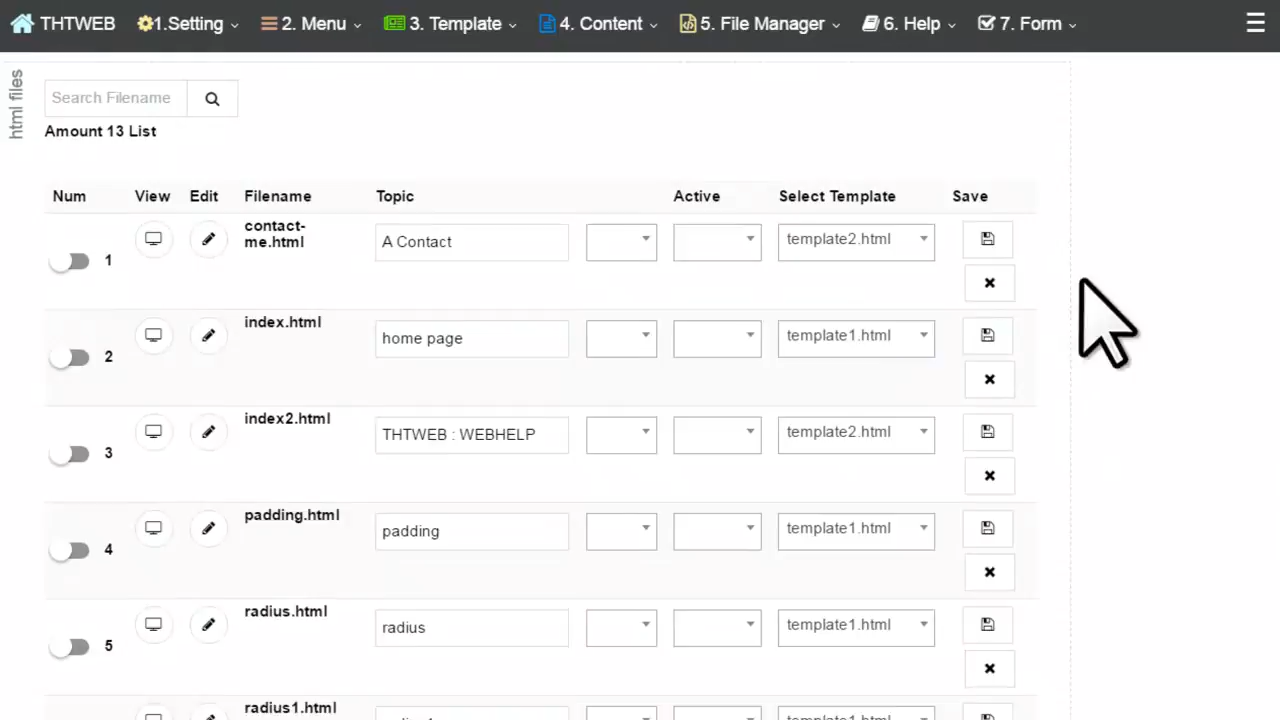 THTWEB 1.Setting 2. Menu 3. Template 4. Content 5. File Manager 6. Help 7. Form
html files
Search Filename
Amount 13 List
Num View Edit Filename Topic Active Select Template Save
1 contact-me.html A Contact template2.html
2 index.html home page template1.html
3 index2.html THTWEB : WEBHELP template2.html
4 padding.html padding template1.html
5 radius.html radius template1.html
radius1.html